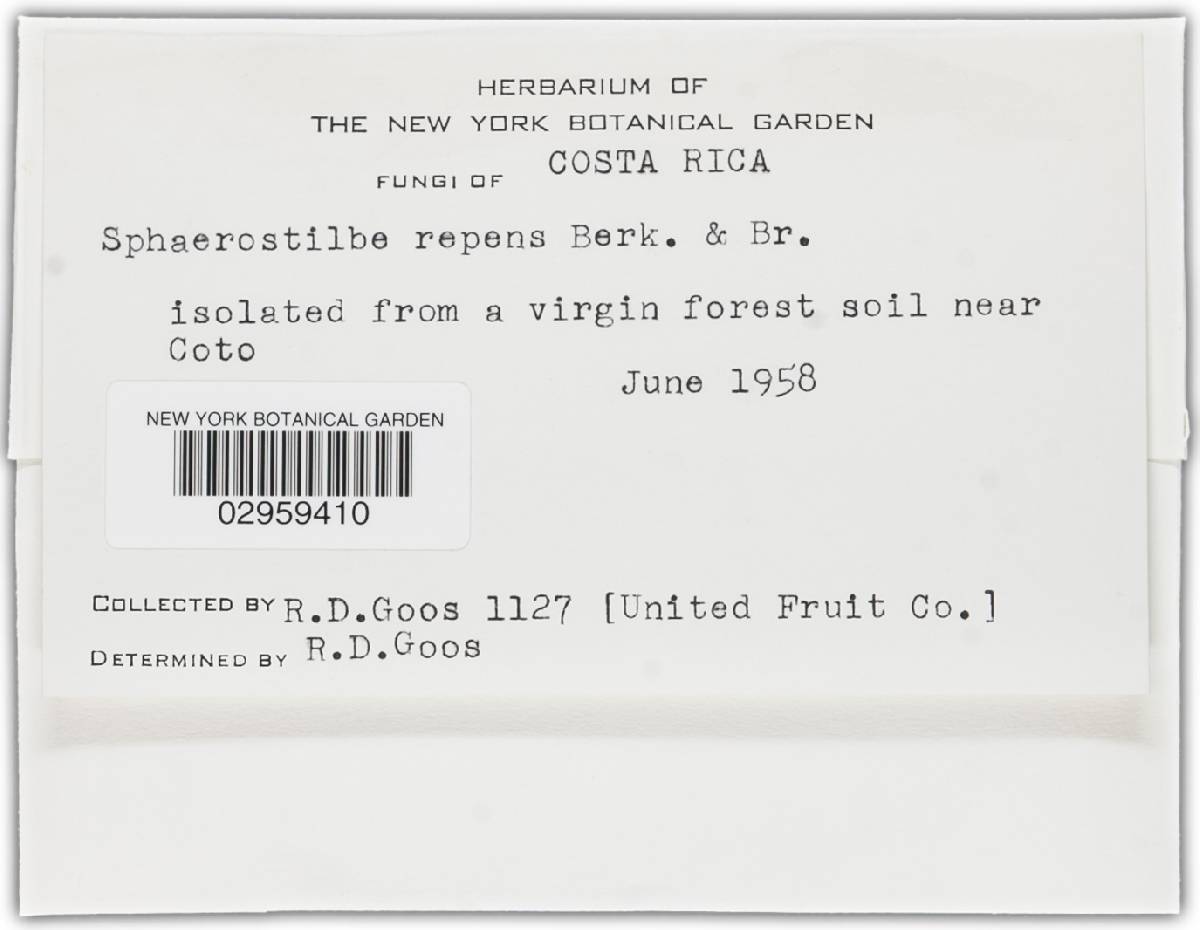 HERBARIUM OF
THE NEW YORK BOTANICAL GARDEN
FUNGI OF COSTA RICA
Sphaerostilbe repens Berk. & Br.
isolated from a virgin forest soil near
Coto
June 1958
NEW YORK BOTANICAL GARDEN
02959410
COLLECTED BY R.D.Goos 1127 [United Fruit Co.]
DETERMINED BY R.D.Goos